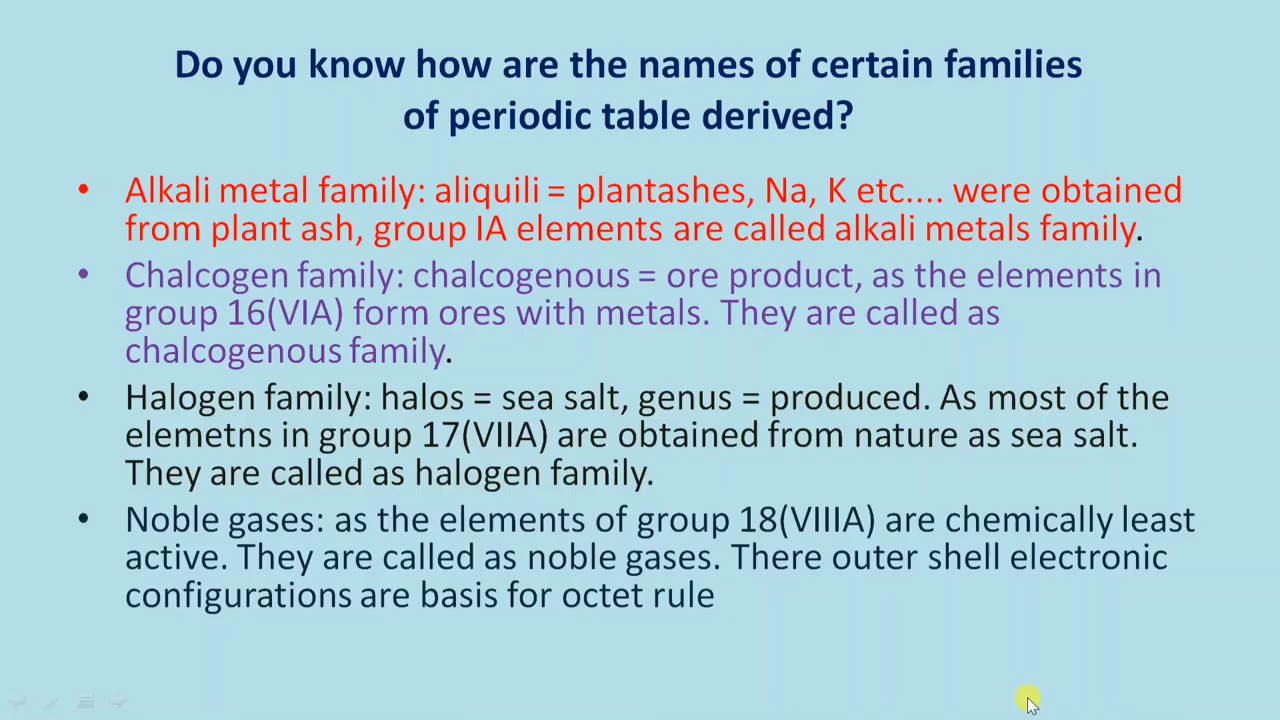 Do you know how are the names of certain families
of periodic table derived?
• Alkali metal family: aliquili = plantashes, Na, K etc.... were obtained
from plant ash, group IA elements are called alkali metals family.
• Chalcogen family: chalcogenous = ore product, as the elements in
group 16(VIA) form ores with metals. They are called as
chalcogenous family.
• Halogen family: halos = sea salt, genus = produced. As most of the
elemetns in group 17(VIIA) are obtained from nature as sea salt.
They are called as halogen family.
• Noble gases: as the elements of group 18(VIIIA) are chemically least
active. They are called as noble gases. There outer shell electronic
configurations are basis for octet rule